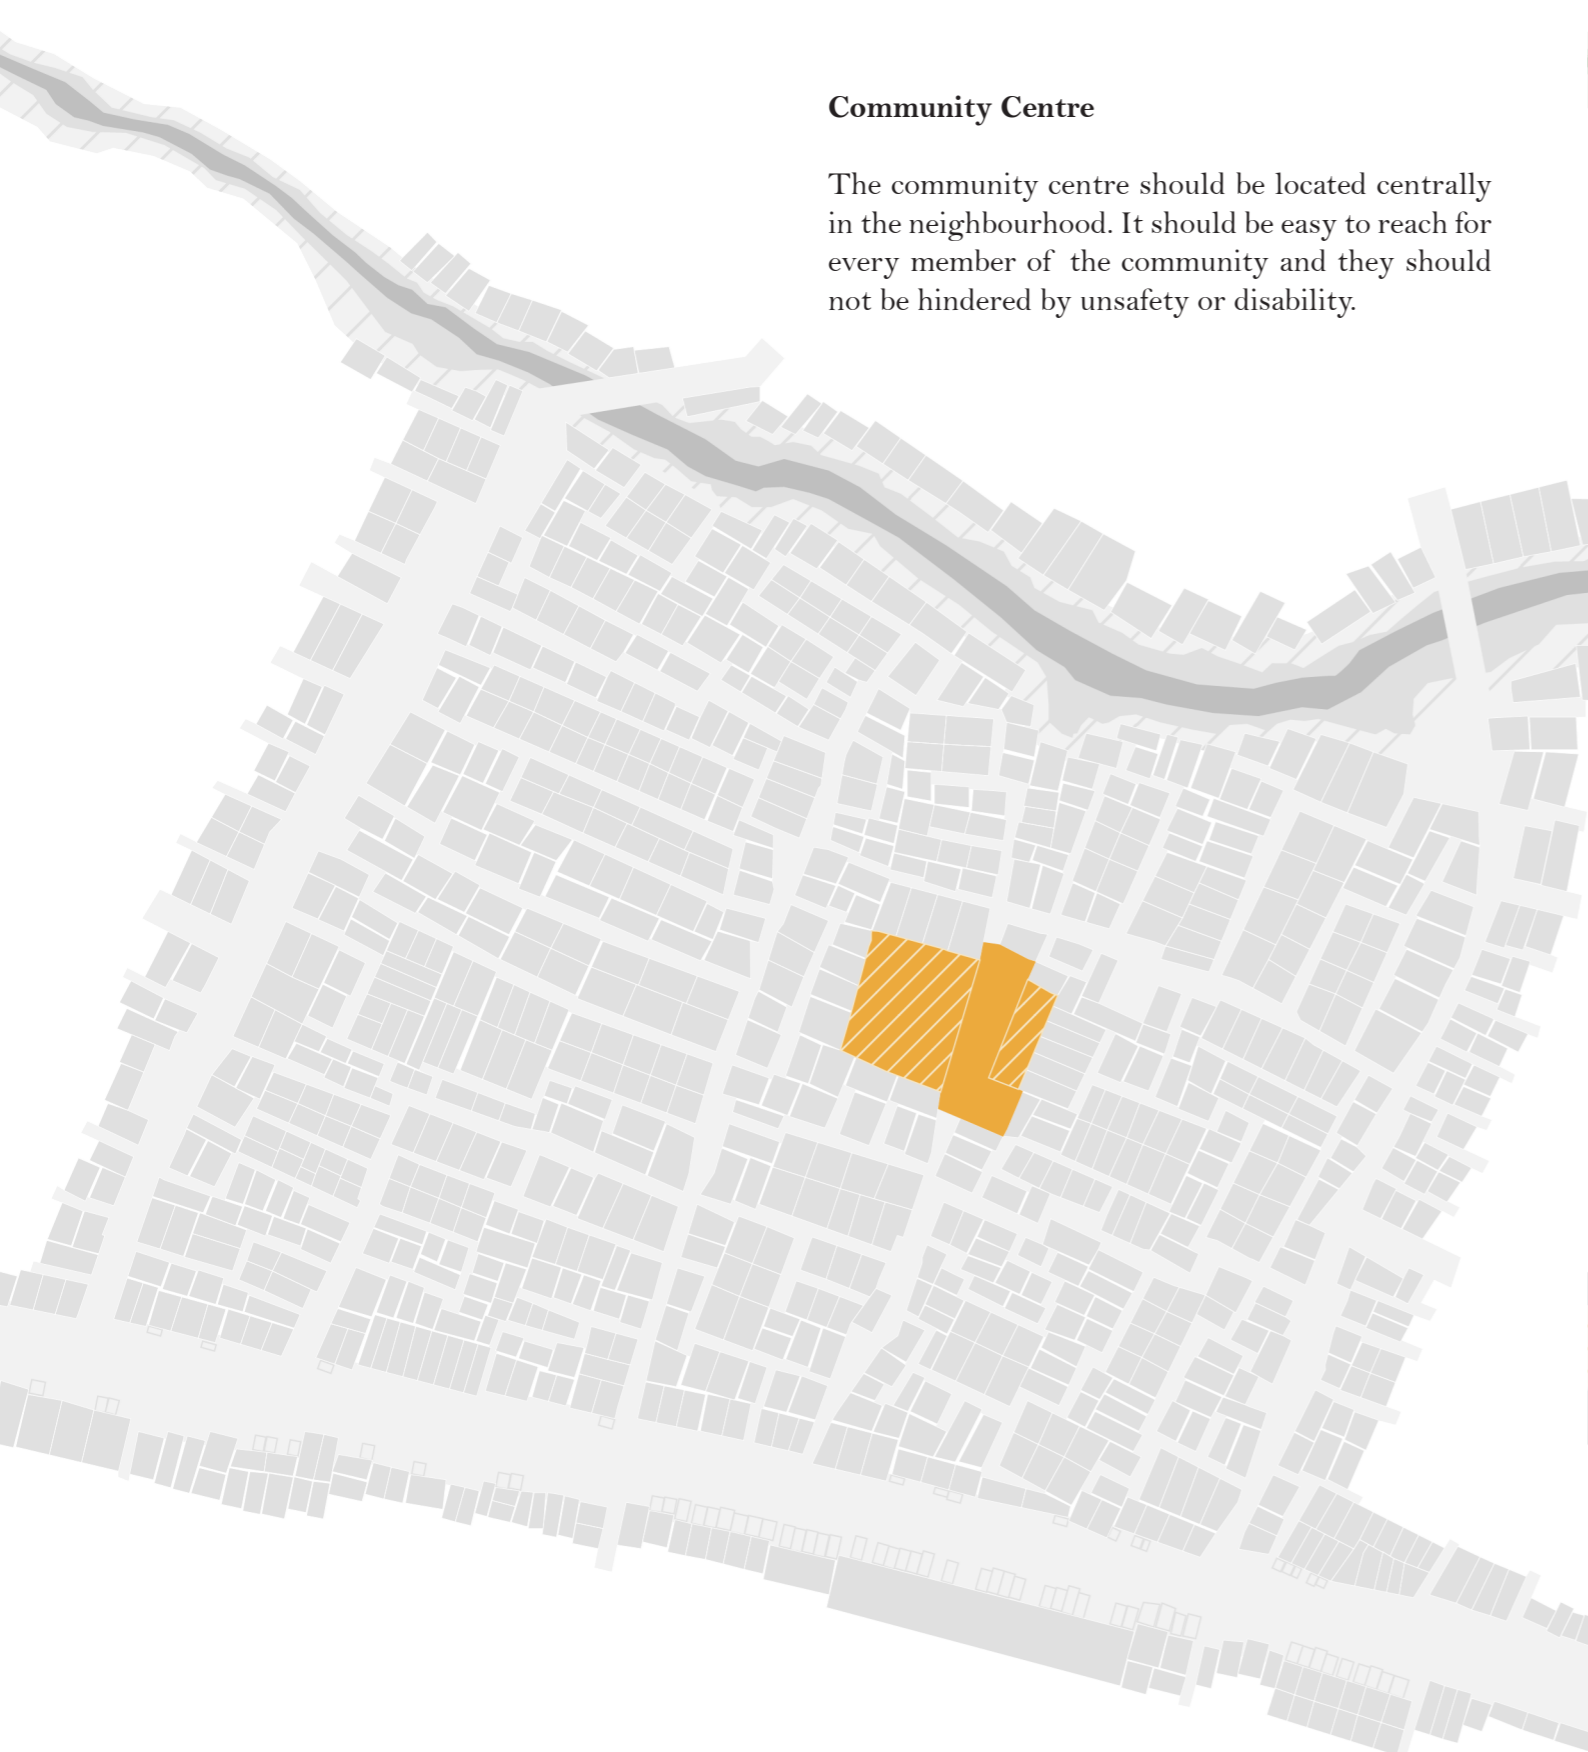 Community Centre
The community centre should be located centrally
in the neighbourhood. It should be easy to reach for
every member of the community and they should
not be hindered by unsafety or disability.